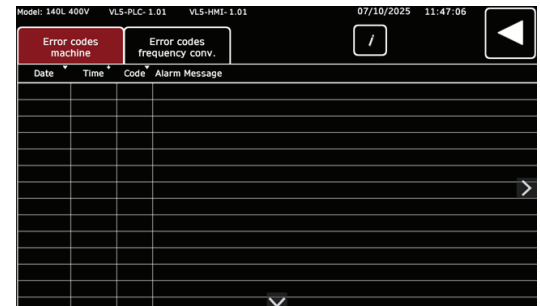 Model: 140L 400V VL5-PLC- 1.01 VL5-HMI- 1.01 07/10/2025 11:47:06
Error codes machine
Error codes frequency conv.
i
Date Time Code Alarm Message